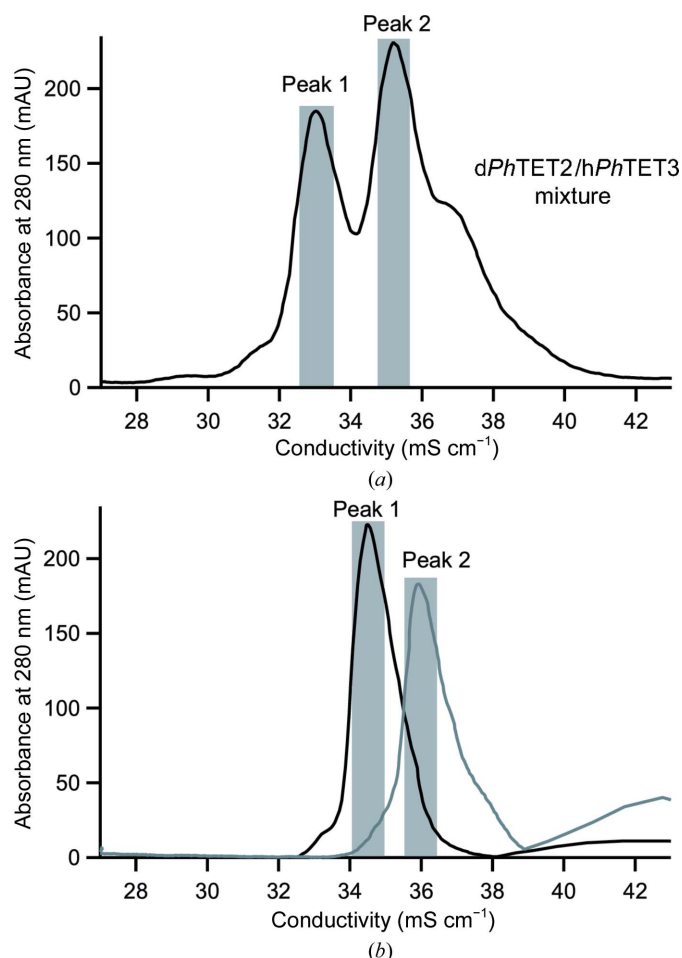 Peak 2
Peak 1
dPhTET2/hPhTET3
mixture
Absorbance at 280 nm (mAU)
200
150
100
50
0
28 30 32 34 36 38 40 42
Conductivity (mS cm⁻¹)
(a)
Peak 1
Peak 2
Absorbance at 280 nm (mAU)
200
150
100
50
0
28 30 32 34 36 38 40 42
Conductivity (mS cm⁻¹)
(b)